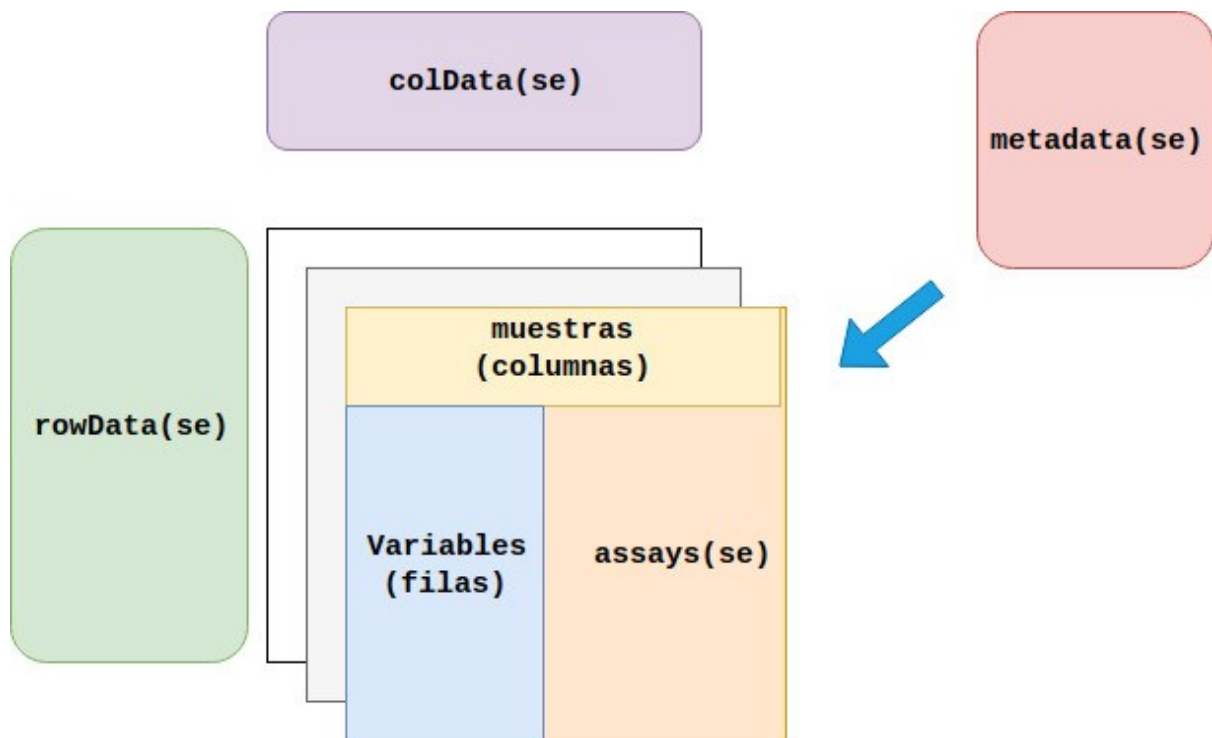 colData(se)
metadata(se)
rowData(se)
muestras
(columnas)
Variables
(filas)
assays(se)